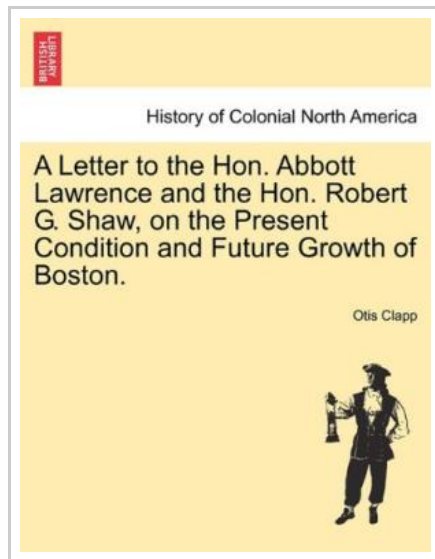 BRITISH
LIBRARY
History of Colonial North America
A Letter to the Hon. Abbott
Lawrence and the Hon. Robert
G. Shaw, on the Present
Condition and Future Growth of
Boston.
Otis Clapp